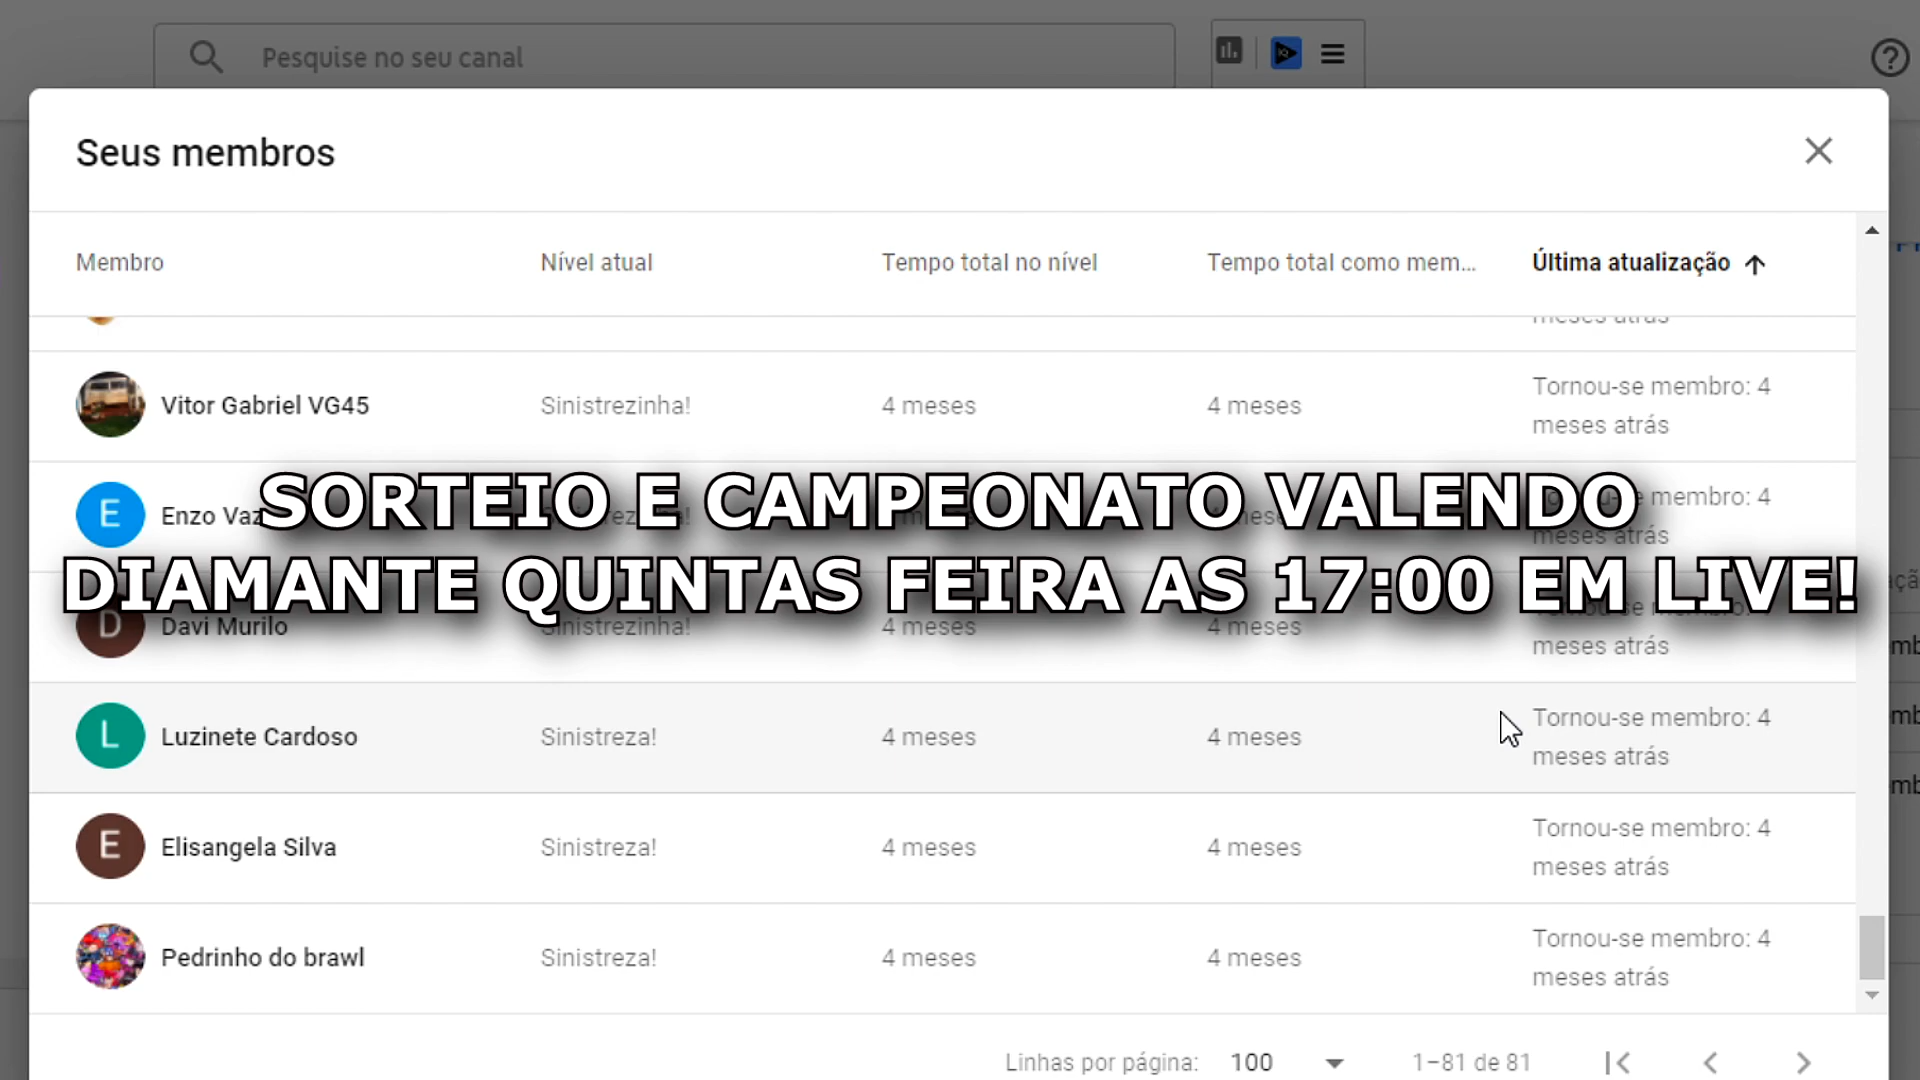 Pesquise no seu canal
Seus membros
Membro Nível atual Tempo total no nível Tempo total como mem... Última atualização
meses atrás
Vitor Gabriel VG45 Sinistrezinha! 4 meses 4 meses Tornou-se membro: 4
meses atrás
SORTEIO E CAMPEONATO VALENDO
DIAMANTE QUINTAS FEIRA AS 17:00 EM LIVE!
Enzo Vaz
membro: 4
meses atrás
Davi Murilo Sinistrezinha! 4 meses 4 meses
meses atrás
Luzinete Cardoso Sinistreza! 4 meses 4 meses Tornou-se membro: 4
meses atrás
Elisangela Silva Sinistreza! 4 meses 4 meses Tornou-se membro: 4
meses atrás
Pedrinho do brawl Sinistreza! 4 meses 4 meses Tornou-se membro: 4
meses atrás
Linhas por página: 100 1–81 de 81
E
D
L
E